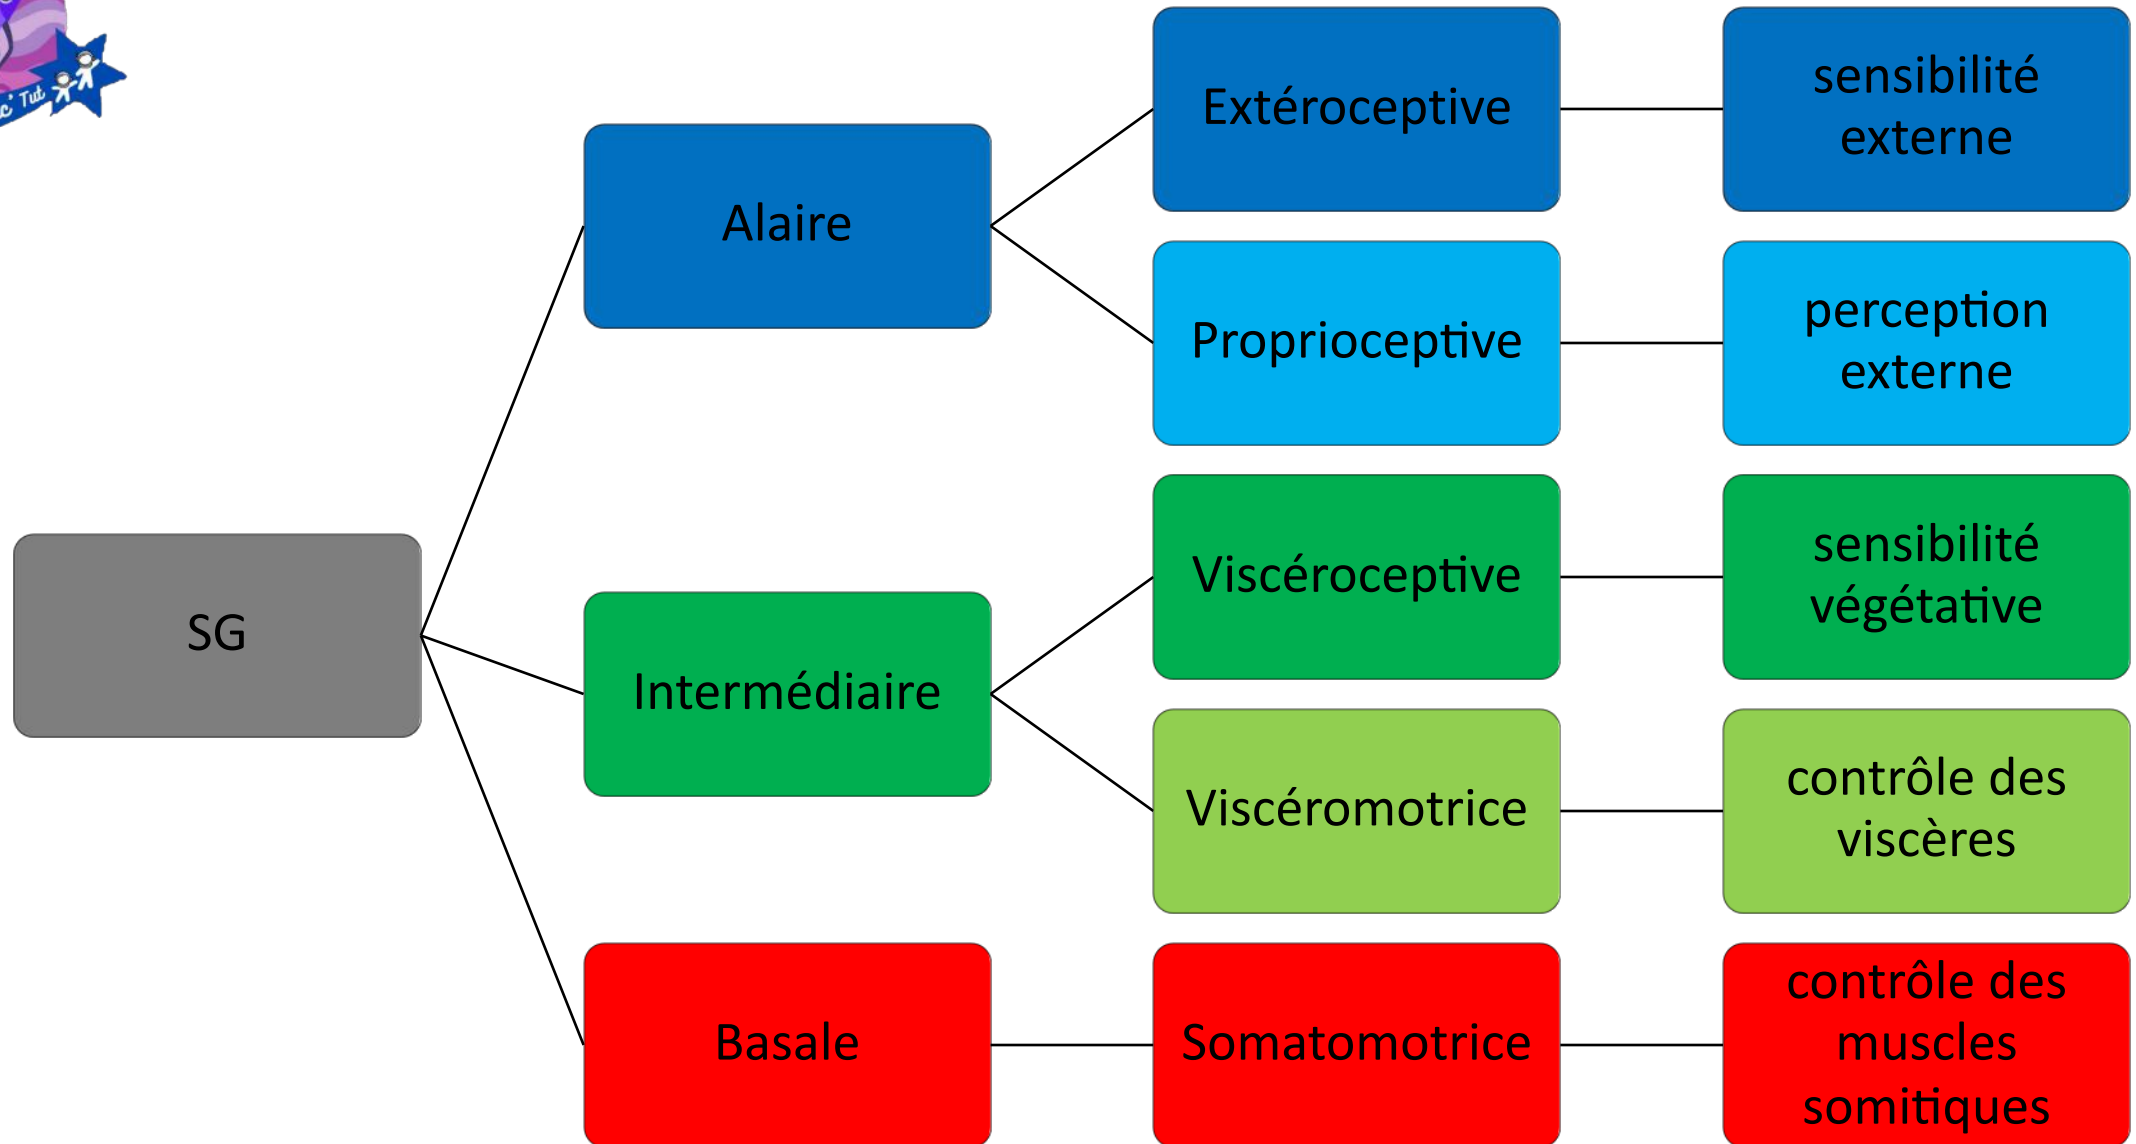 c' Tut
SG
Alaire
Extéroceptive
sensibilité
externe
Proprioceptive
perception
externe
Intermédiaire
Viscéroceptive
sensibilité
végétative
Viscéromotrice
contrôle des
viscères
Basale
Somatomotrice
contrôle des
muscles
somitiques